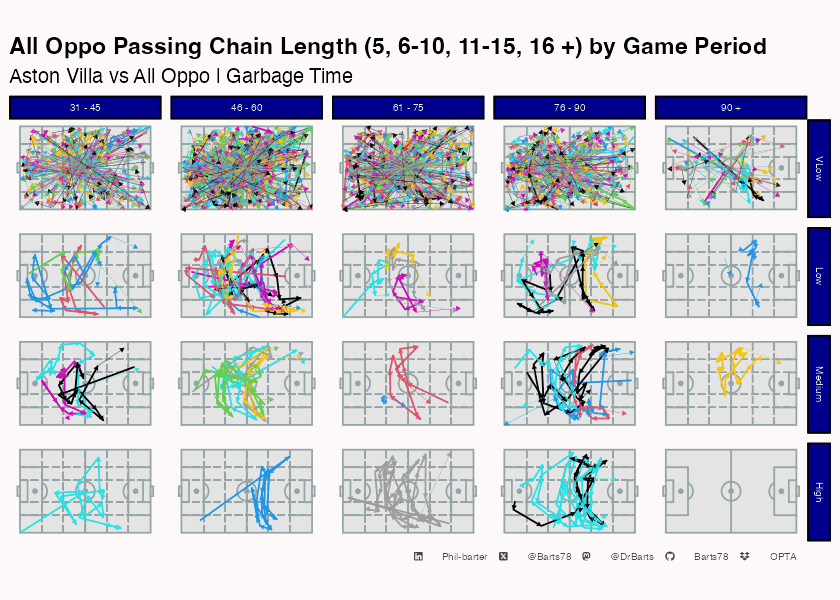 All Oppo Passing Chain Length (5, 6-10, 11-15, 16 +) by Game Period
Aston Villa vs All Oppo | Garbage Time
31 - 45 46 - 60 61 - 75 76 - 90 90 +
VLow
Low
Medium
High
Phil-barter @Barts78 @DrBarts Barts78 OPTA